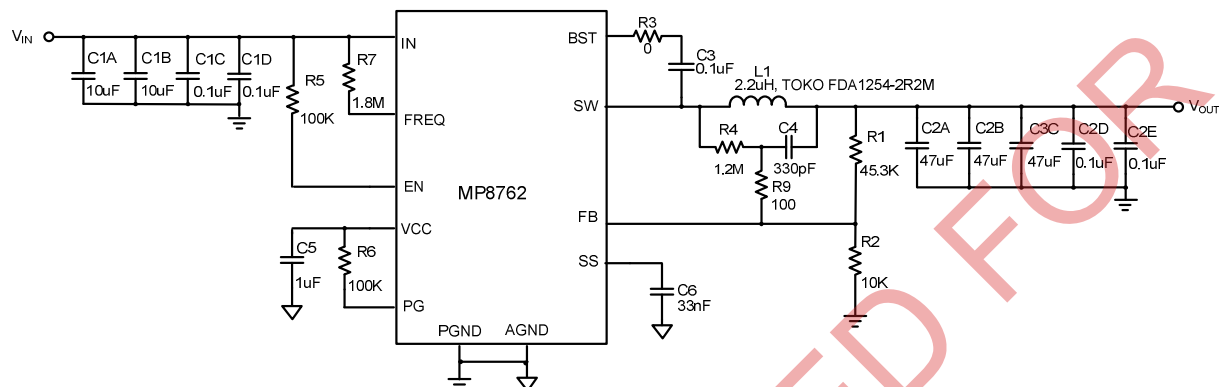 VIN
C1A
10uF
C1B
10uF
C1C
0.1uF
C1D
0.1uF
R5
100K
R7
1.8M
IN
FREQ
EN
VCC
PG
PGND
AGND
MP8762
BST
SW
FB
SS
C5
1uF
R6
100K
R3
0
C3
0.1uF
L1
2.2uH, TOKO FDA1254-2R2M
R4
1.2M
C4
330pF
R9
100
R1
45.3K
R2
10K
C6
33nF
C2A
47uF
C2B
47uF
C3C
47uF
C2D
0.1uF
C2E
0.1uF
VOUT
ED FOR